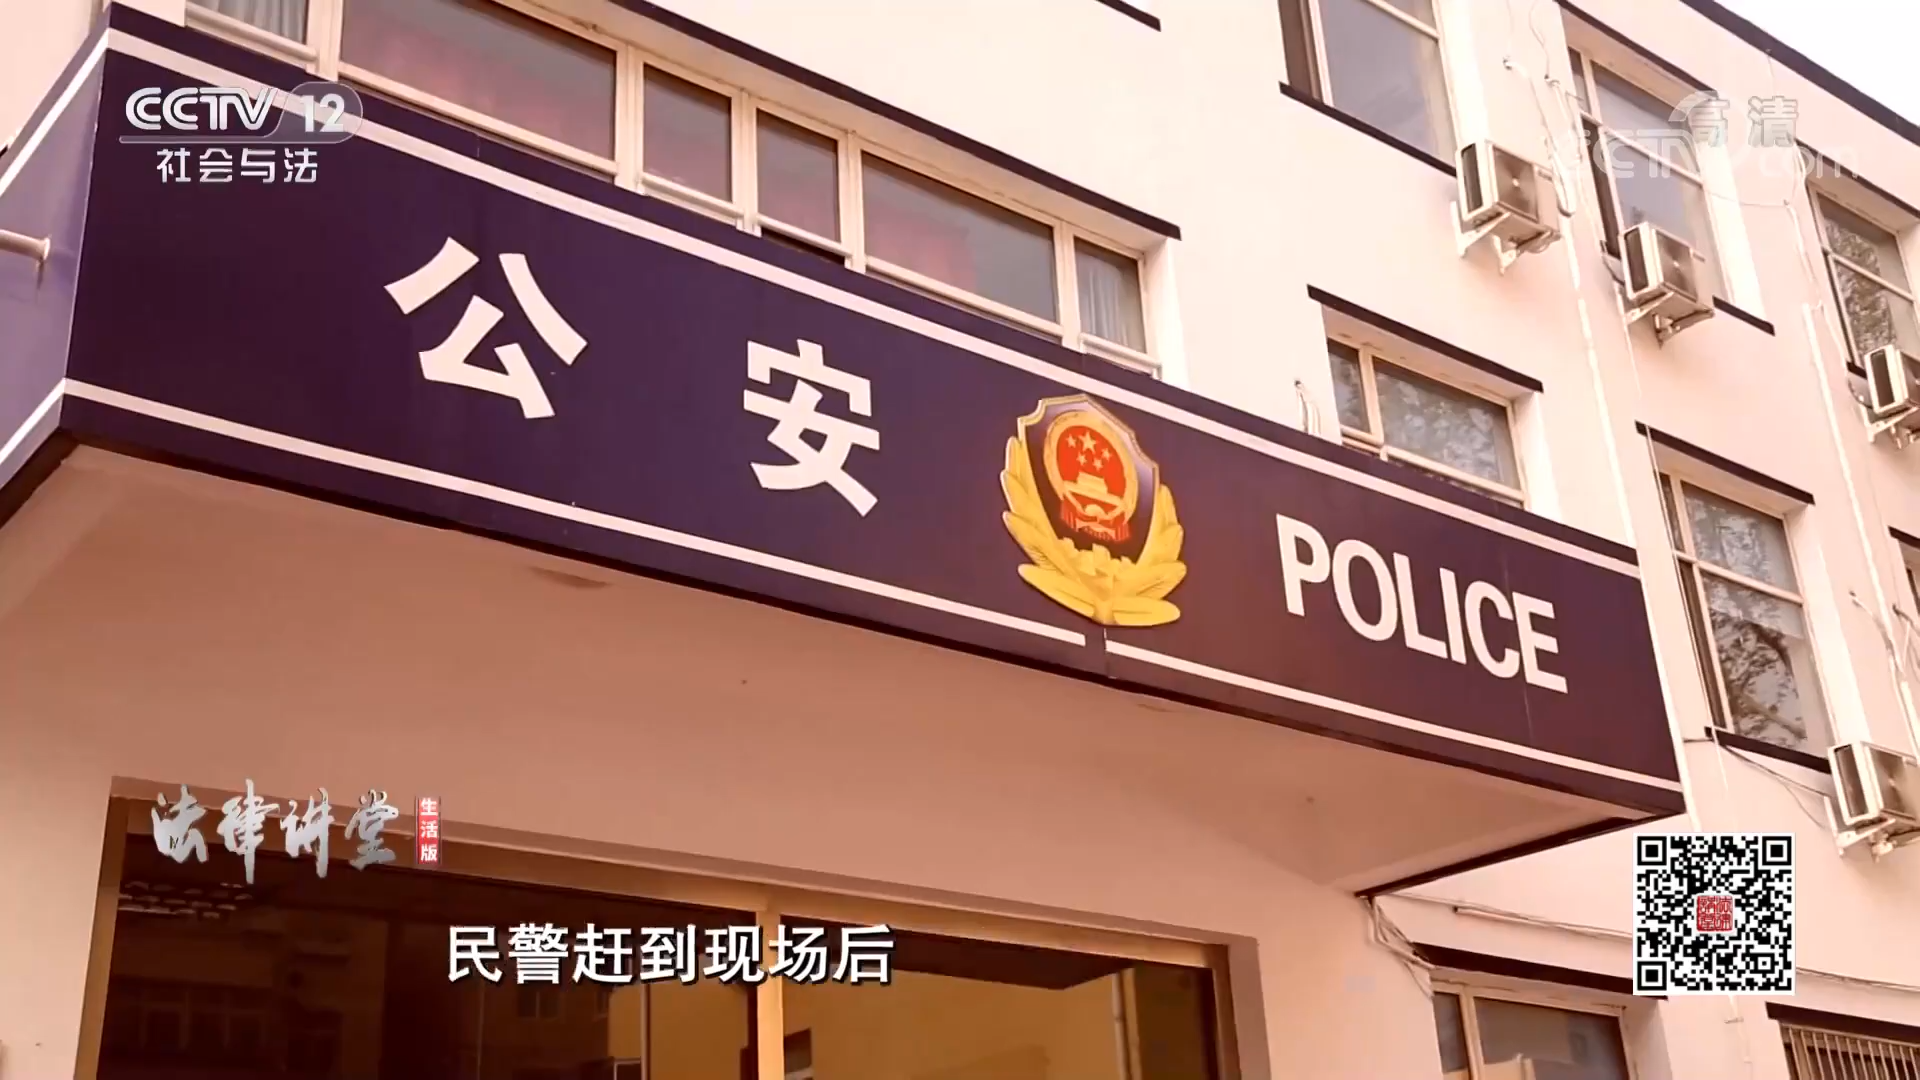 CCTV 12
社会与法
高清
CCTV.com
公安
POLICE
法律讲堂
生活版
民警赶到现场后